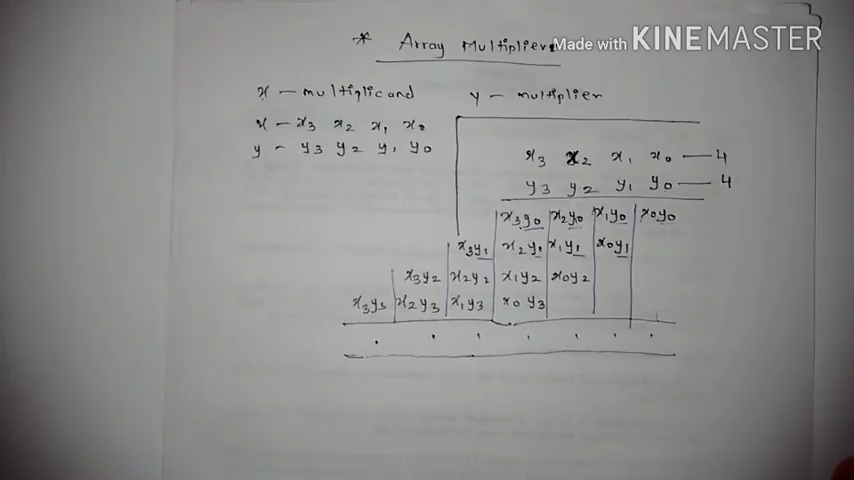 * Array Multiplier
Made with KINEMASTER
x - multiplicand y - multiplier
x - x3 x2 x1 x0
y - y3 y2 y1 y0
x3 x2 x1 x0 — 4
y3 y2 y1 y0 — 4
x3y0 x2y0 x1y0 x0y0
x3y1 x2y1 x1y1 x0y1
x3y2 x2y2 x1y2 x0y2
x3y3 x2y3 x1y3 x0y3
. . . . . . .